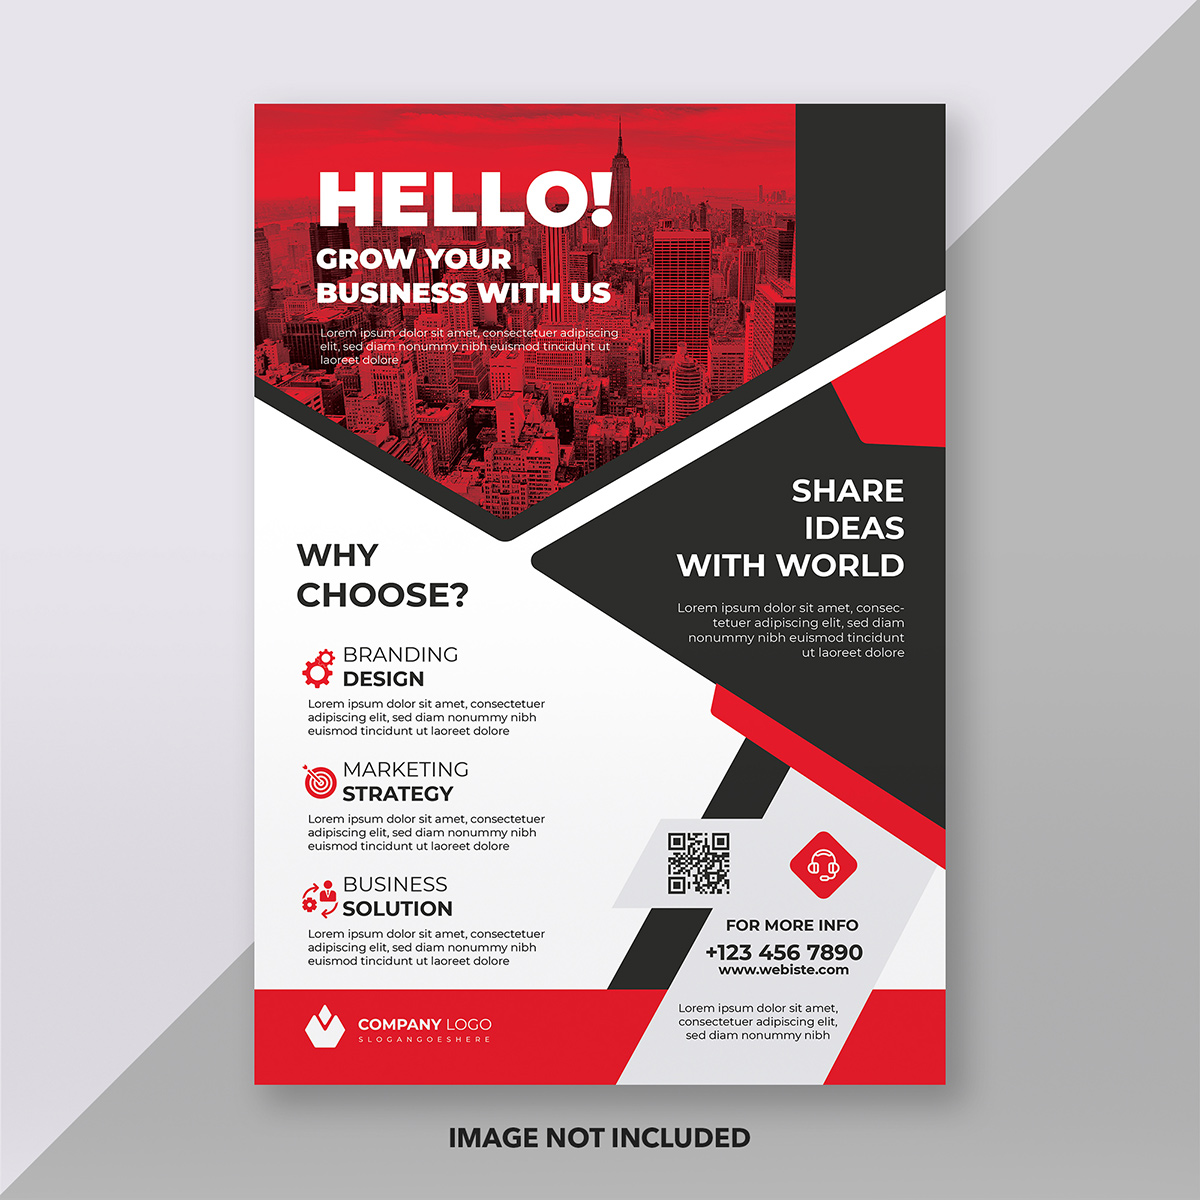 HELLO!
GROW YOUR
BUSINESS WITH US
Lorem ipsum dolor sit amet, consectetuer adipiscing
elit, sed diam nonummy nibh euismod tincidunt ut
laoreet dolore
SHARE
IDEAS
WITH WORLD
Lorem ipsum dolor sit amet, consec-
tetuer adipiscing elit, sed diam
nonummy nibh euismod tincidunt
ut laoreet dolore
WHY
CHOOSE?
BRANDING
DESIGN
Lorem ipsum dolor sit amet, consectetuer
adipiscing elit, sed diam nonummy nibh
euismod tincidunt ut laoreet dolore
MARKETING
STRATEGY
Lorem ipsum dolor sit amet, consectetuer
adipiscing elit, sed diam nonummy nibh
euismod tincidunt ut laoreet dolore
BUSINESS
SOLUTION
Lorem ipsum dolor sit amet, consectetuer
adipiscing elit, sed diam nonummy nibh
euismod tincidunt ut laoreet dolore
FOR MORE INFO
+123 456 7890
www.webiste.com
Lorem ipsum dolor sit amet,
consectetuer adipiscing elit,
sed diam nonummy nibh
COMPANY LOGO
SLOGANGOESHERE
IMAGE NOT INCLUDED